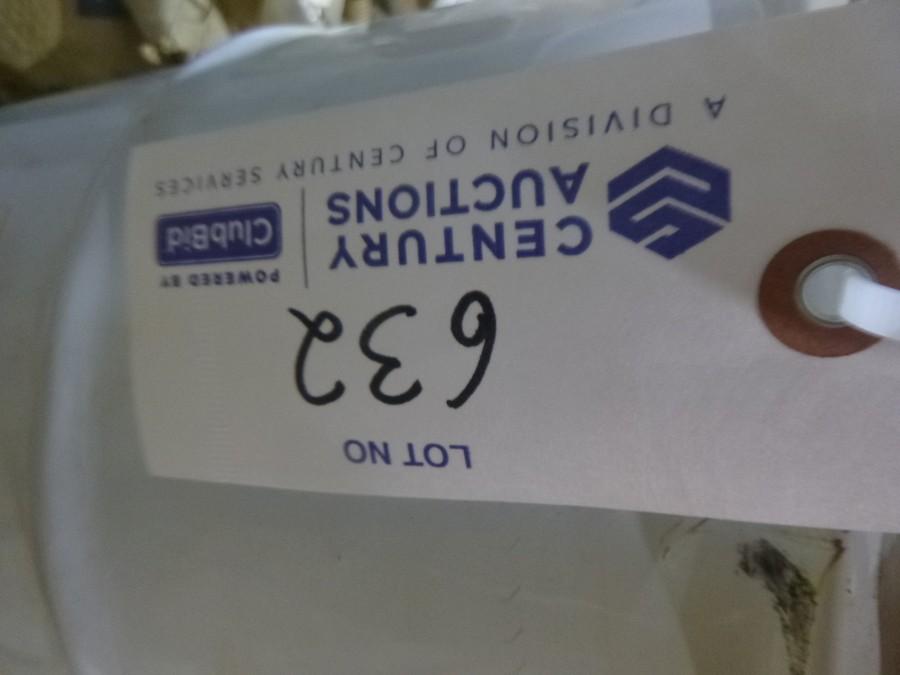 LOT NO
632
CENTURY
AUCTIONS
POWERED BY
ClubBid
A DIVISION OF CENTURY SERVICES